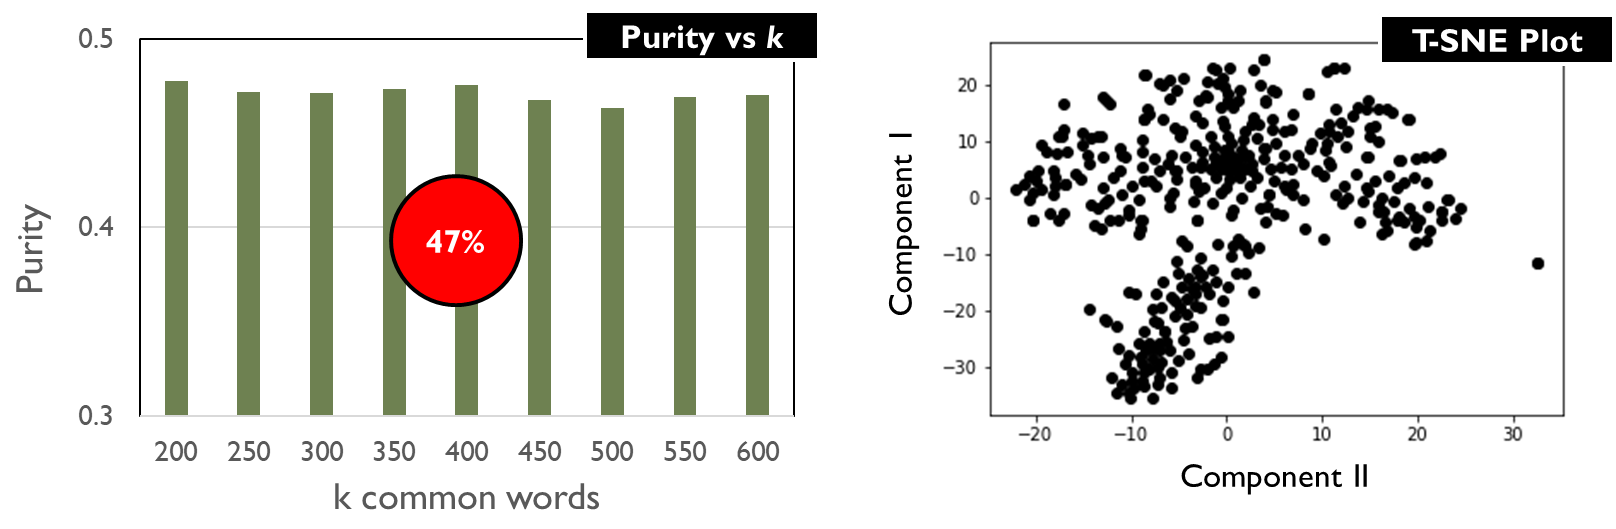 Purity vs k
0.5
0.4
0.3
Purity
47%
200 250 300 350 400 450 500 550 600
k common words
T-SNE Plot
Component I
20
10
0
−10
−20
−30
−20 −10 0 10 20 30
Component II